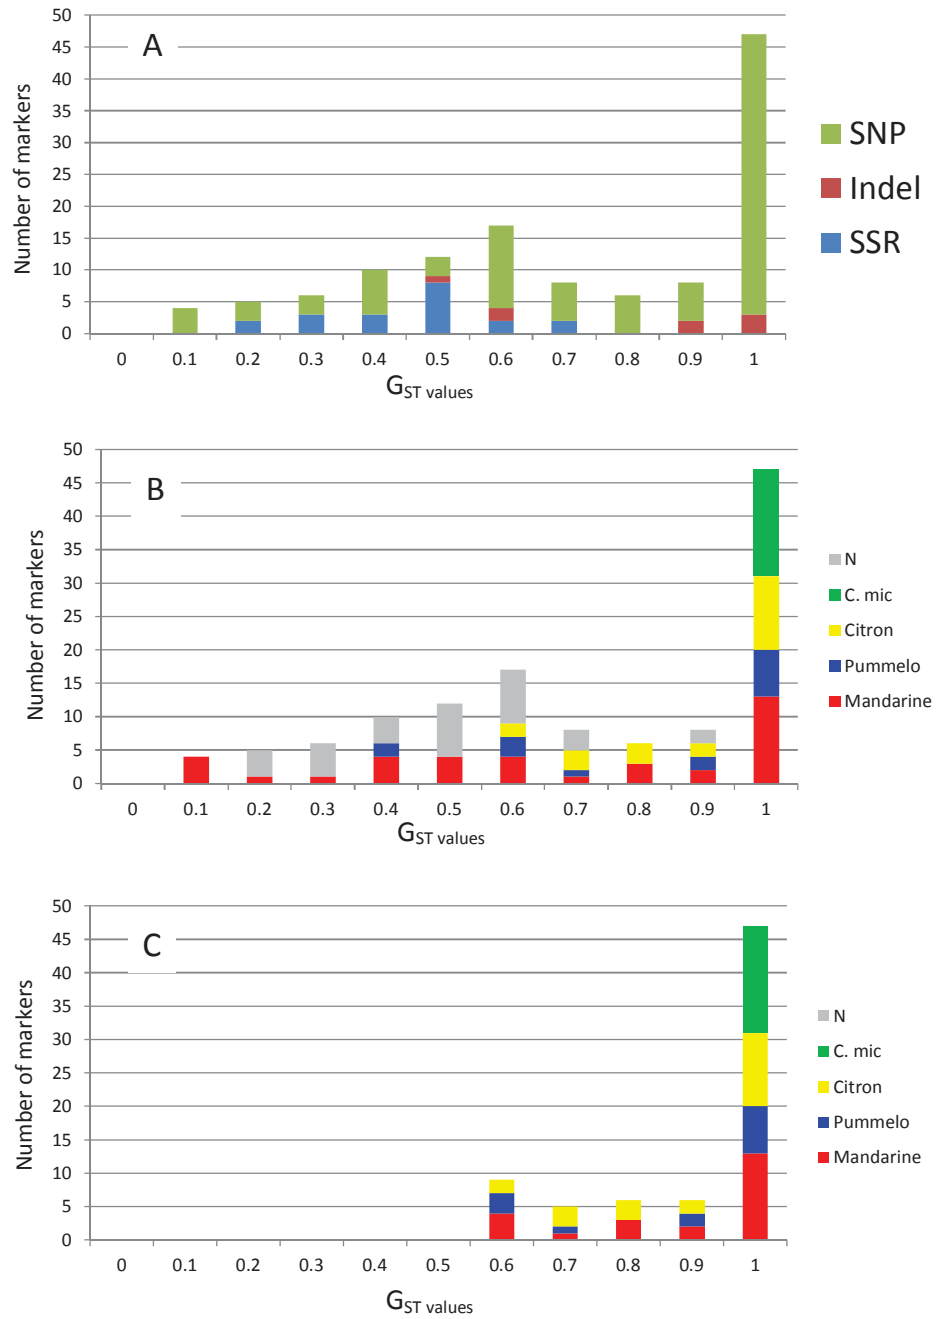 A
50
45
40
35
30
25
20
15
10
5
0
Number of markers
0 0.1 0.2 0.3 0.4 0.5 0.6 0.7 0.8 0.9 1
GST values
SNP
Indel
SSR
B
50
45
40
35
30
25
20
15
10
5
0
Number of markers
0 0.1 0.2 0.3 0.4 0.5 0.6 0.7 0.8 0.9 1
GST values
N
C. mic
Citron
Pummelo
Mandarine
C
50
45
40
35
30
25
20
15
10
5
0
Number of markers
0 0.1 0.2 0.3 0.4 0.5 0.6 0.7 0.8 0.9 1
GST values
N
C. mic
Citron
Pummelo
Mandarine